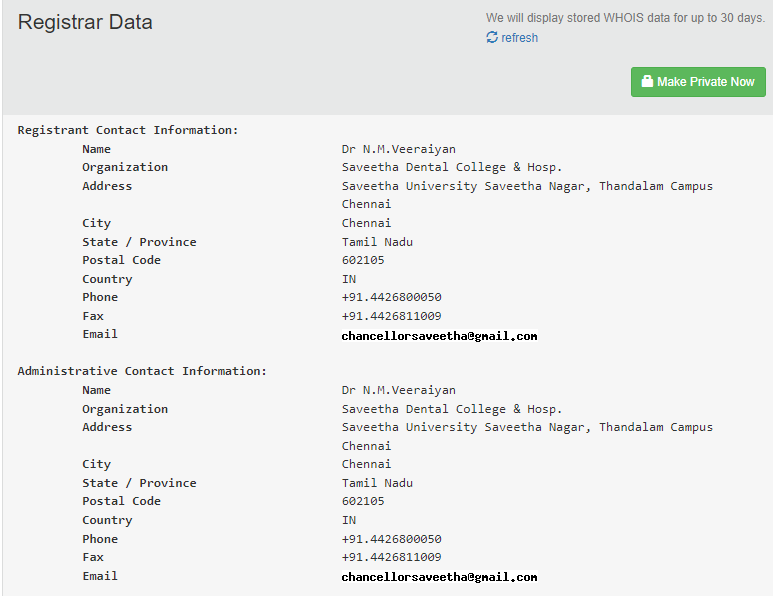 Registrar Data
We will display stored WHOIS data for up to 30 days.
refresh
Make Private Now
Registrant Contact Information:
Name Dr N.M.Veeraiyan
Organization Saveetha Dental College & Hosp.
Address Saveetha University Saveetha Nagar, Thandalam Campus
Chennai
City Chennai
State / Province Tamil Nadu
Postal Code 602105
Country IN
Phone +91.4426800050
Fax +91.4426811009
Email chancellorsaveetha@gmail.com
Administrative Contact Information:
Name Dr N.M.Veeraiyan
Organization Saveetha Dental College & Hosp.
Address Saveetha University Saveetha Nagar, Thandalam Campus
Chennai
City Chennai
State / Province Tamil Nadu
Postal Code 602105
Country IN
Phone +91.4426800050
Fax +91.4426811009
Email chancellorsaveetha@gmail.com